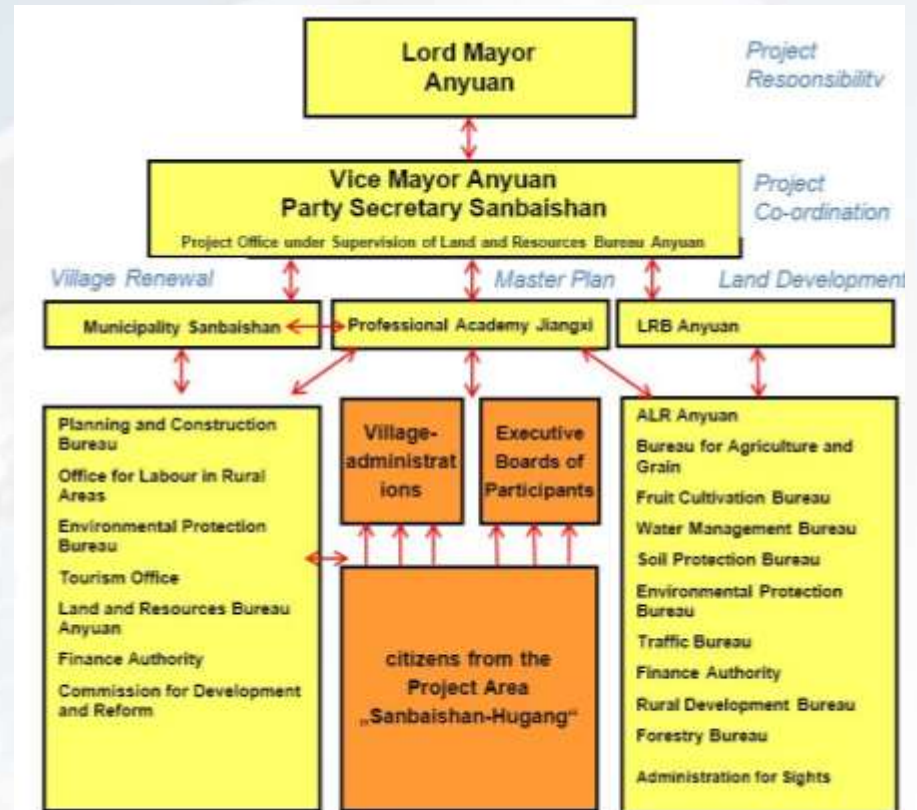 Lord Mayor
Anyuan
Project
Responsibility
Vice Mayor Anyuan
Party Secretary Sanbaishan
Project Office under Supervision of Land and Resources Bureau Anyuan
Project
Co-ordination
Village Renewal
Master Plan
Land Development
Municipality Sanbaishan
Professional Academy Jiangxi
LRB Anyuan
Planning and Construction
Bureau
Office for Labour in Rural
Areas
Environmental Protection
Bureau
Tourism Office
Land and Resources Bureau
Anyuan
Finance Authority
Commission for Development
and Reform
Village-
administrat
ions
Executive
Boards of
Participants
citizens from the
Project Area
„Sanbaishan-Hugang“
ALR Anyuan
Bureau for Agriculture and
Grain
Fruit Cultivation Bureau
Water Management Bureau
Soil Protection Bureau
Environmental Protection
Bureau
Traffic Bureau
Finance Authority
Rural Development Bureau
Forestry Bureau
Administration for Sights